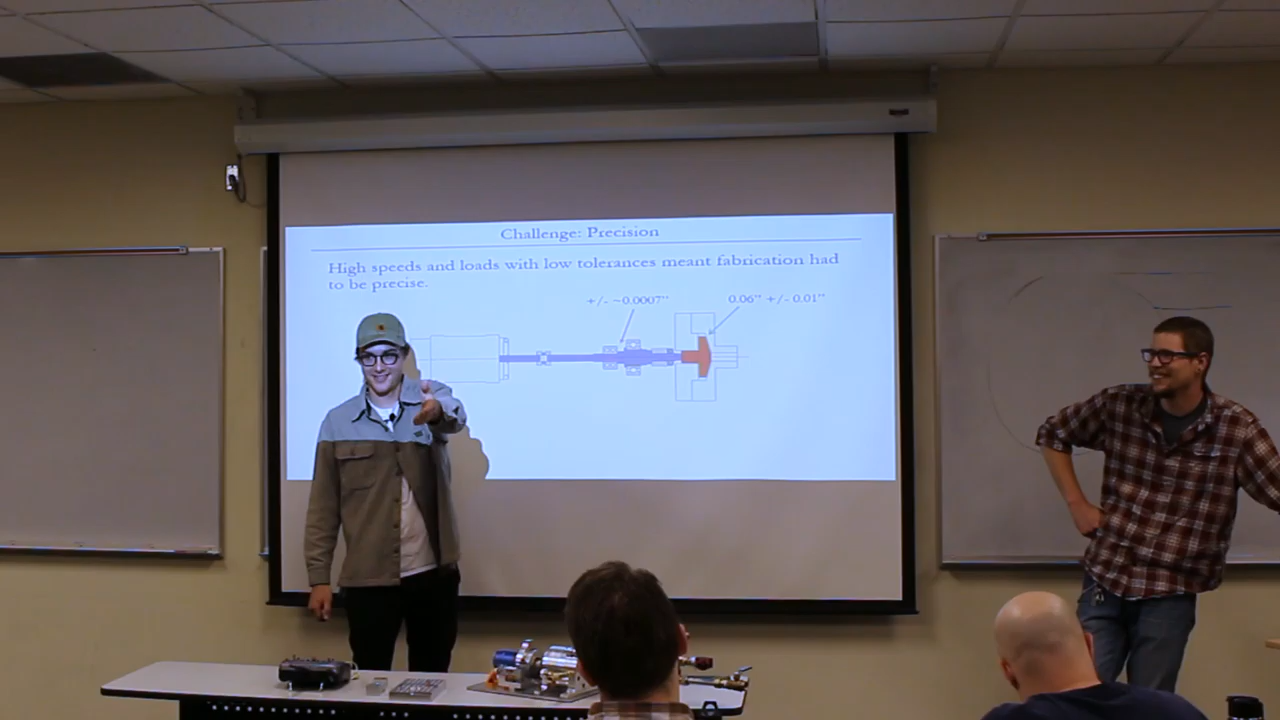 Challenge: Precision
High speeds and loads with low tolerances meant fabrication had
to be precise.
+/- ~0.0007"
0.06" +/- 0.01"